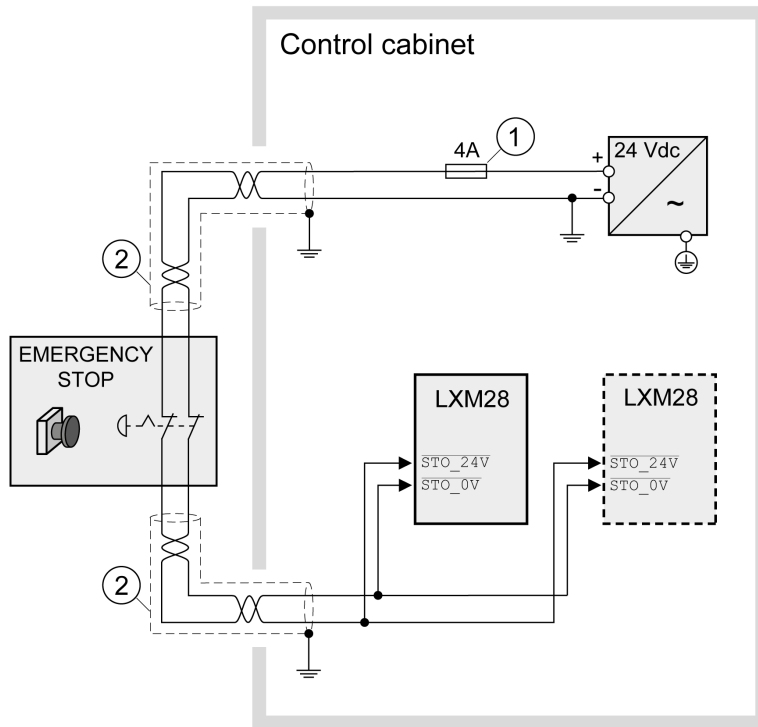 Control cabinet
4A
1
+
24 Vdc
-
~
2
EMERGENCY
STOP
LXM28
LXM28
STO_24V
STO_0V
STO_24V
STO_0V
2